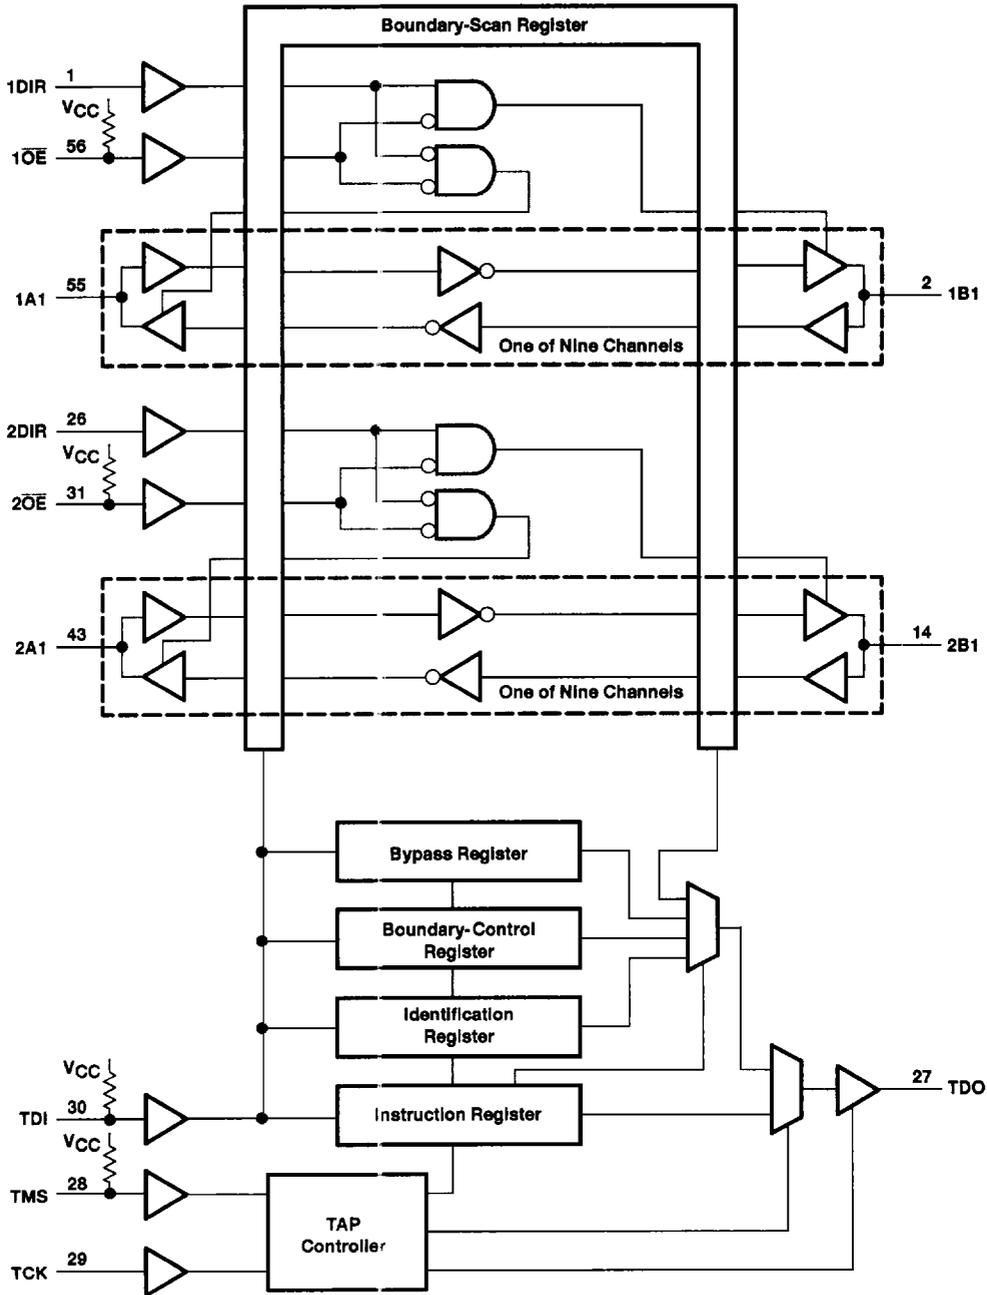 Boundary-Scan Register
1DIR 1
VCC
1O̅E̅ 56
1A1 55
2 1B1
One of Nine Channels
2DIR 26
VCC
2O̅E̅ 31
2A1 43
14 2B1
One of Nine Channels
Bypass Register
Boundary-Control
Register
Identification
Register
VCC
TDI 30
Instruction Register
27 TDO
VCC
TMS 28
TAP
Controller
TCK 29